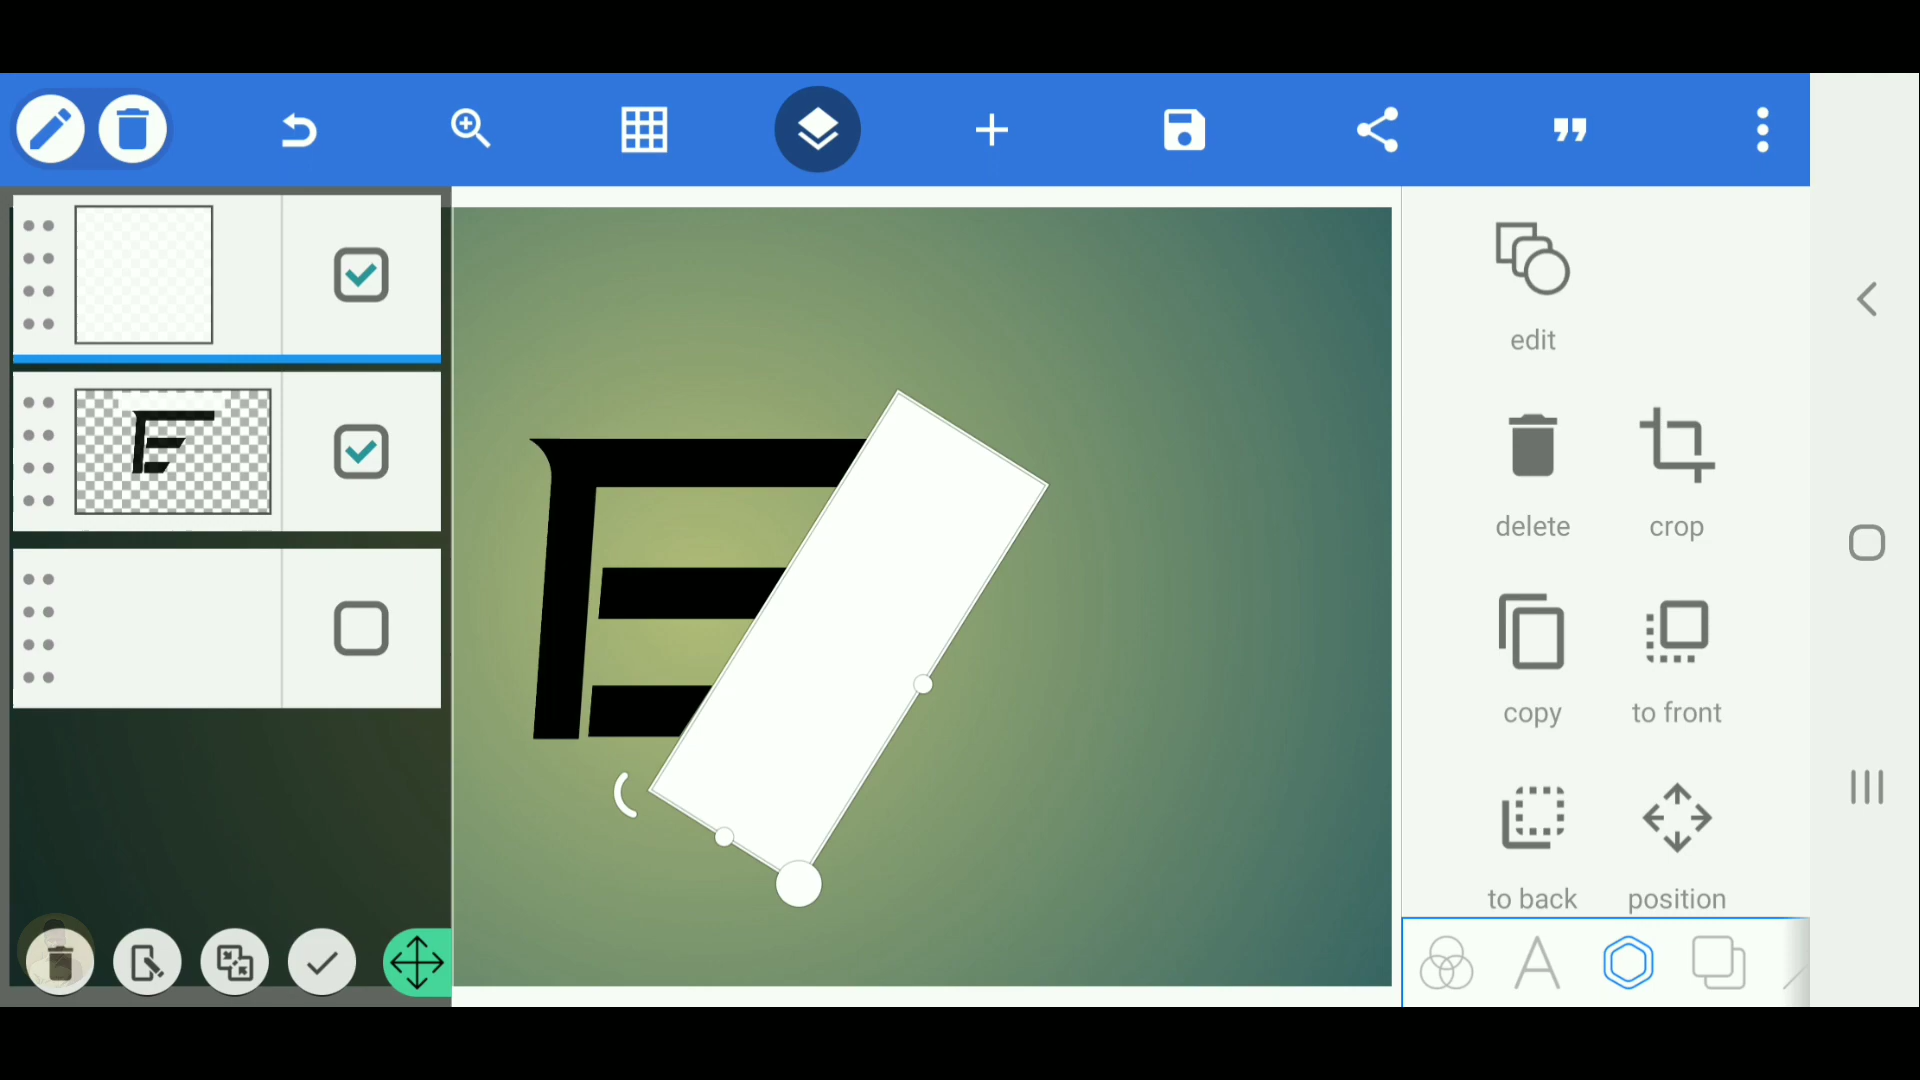 edit
delete
crop
copy
to front
to back
position